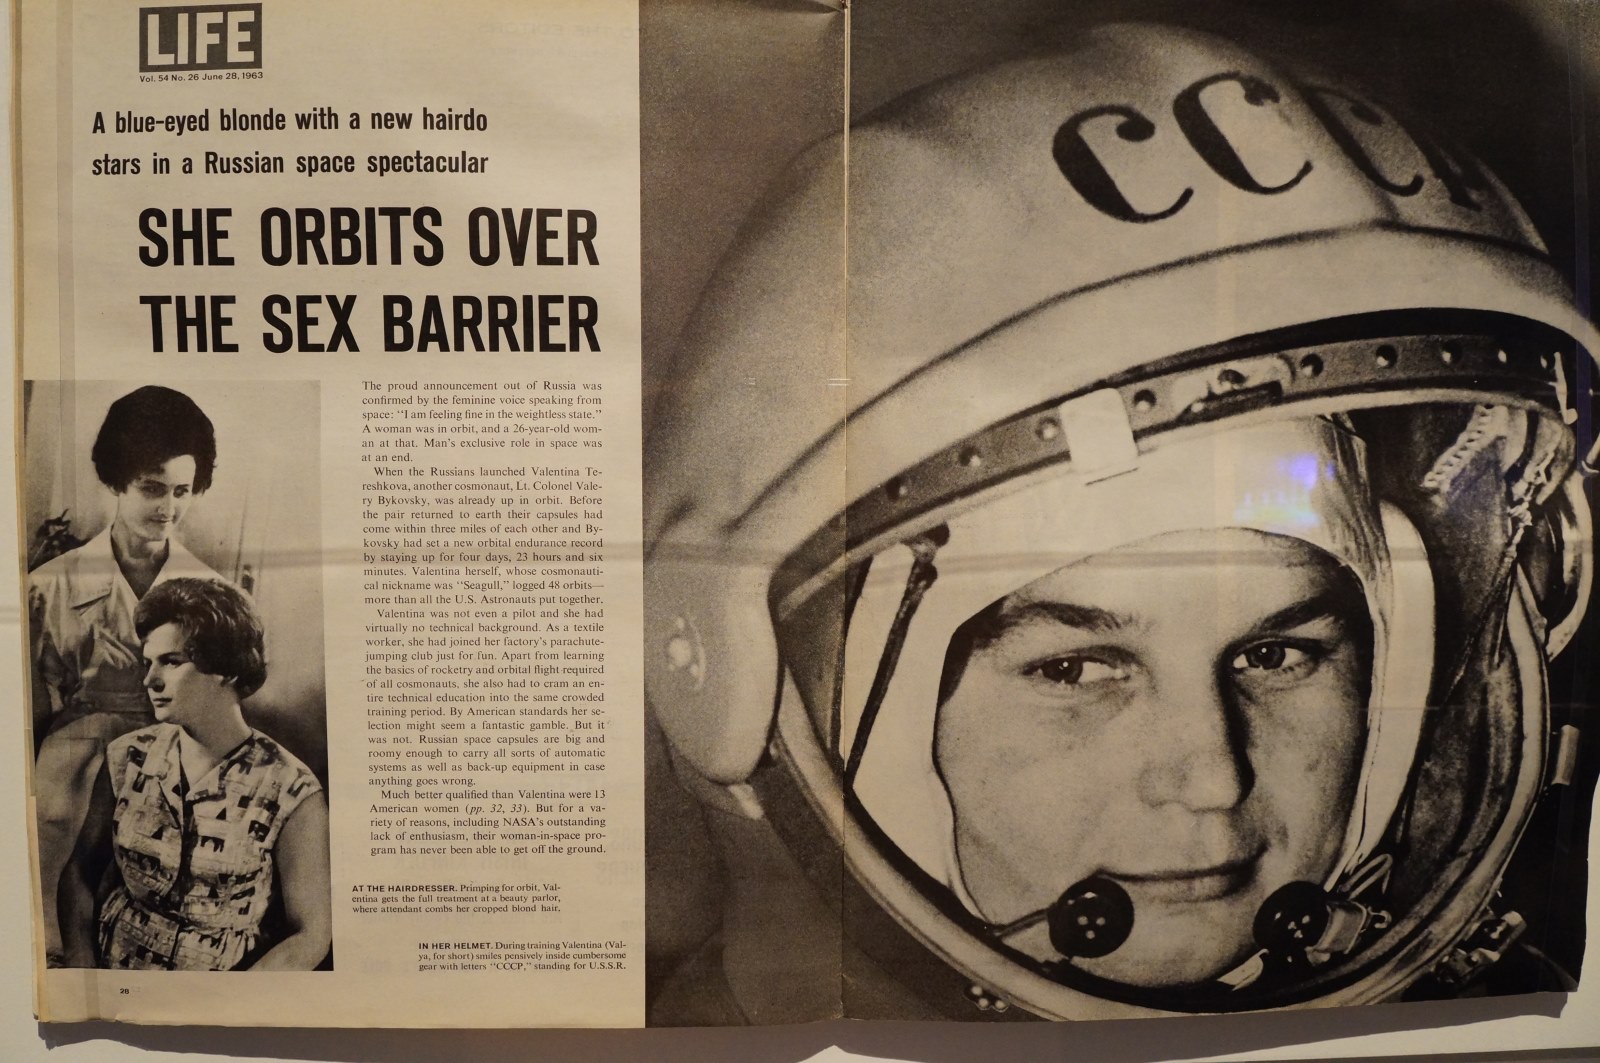 LIFE
Vol. 54 No. 26 June 28, 1963
A blue-eyed blonde with a new hairdo
stars in a Russian space spectacular
SHE ORBITS OVER
THE SEX BARRIER
The proud announcement out of Russia was
confirmed by the feminine voice speaking from
space: "I am feeling fine in the weightless state."
A woman was in orbit, and a 26-year-old wom-
an at that. Man's exclusive role in space was
at an end.
When the Russians launched Valentina Te-
reshkova, another cosmonaut, Lt. Colonel Vale-
ry Bykovsky, was already up in orbit. Before
the pair returned to earth their capsules had
come within three miles of each other and By-
kovsky had set a new orbital endurance record
by staying up for four days, 23 hours and six
minutes. Valentina herself, whose cosmonauti-
cal nickname was "Seagull," logged 48 orbits—
more than all the U.S. Astronauts put together.
Valentina was not even a pilot and she had
virtually no technical background. As a textile
worker, she had joined her factory's parachute-
jumping club just for fun. Apart from learning
the basics of rocketry and orbital flight required
of all cosmonauts, she also had to cram an en-
tire technical education into the same crowded
training period. By American standards her se-
lection might seem a fantastic gamble. But it
was not. Russian space capsules are big and
roomy enough to carry all sorts of automatic
systems as well as back-up equipment in case
anything goes wrong.
Much better qualified than Valentina were 13
American women (pp. 32, 33). But for a va-
riety of reasons, including NASA's outstanding
lack of enthusiasm, their woman-in-space pro-
gram has never been able to get off the ground.
AT THE HAIRDRESSER. Primping for orbit, Val-
entina gets the full treatment at a beauty parlor,
where attendant combs her cropped blond hair.
IN HER HELMET. During training Valentina (Val-
ya, for short) smiles pensively inside cumbersome
gear with letters "CCCP," standing for U.S.S.R.
28
CCCP